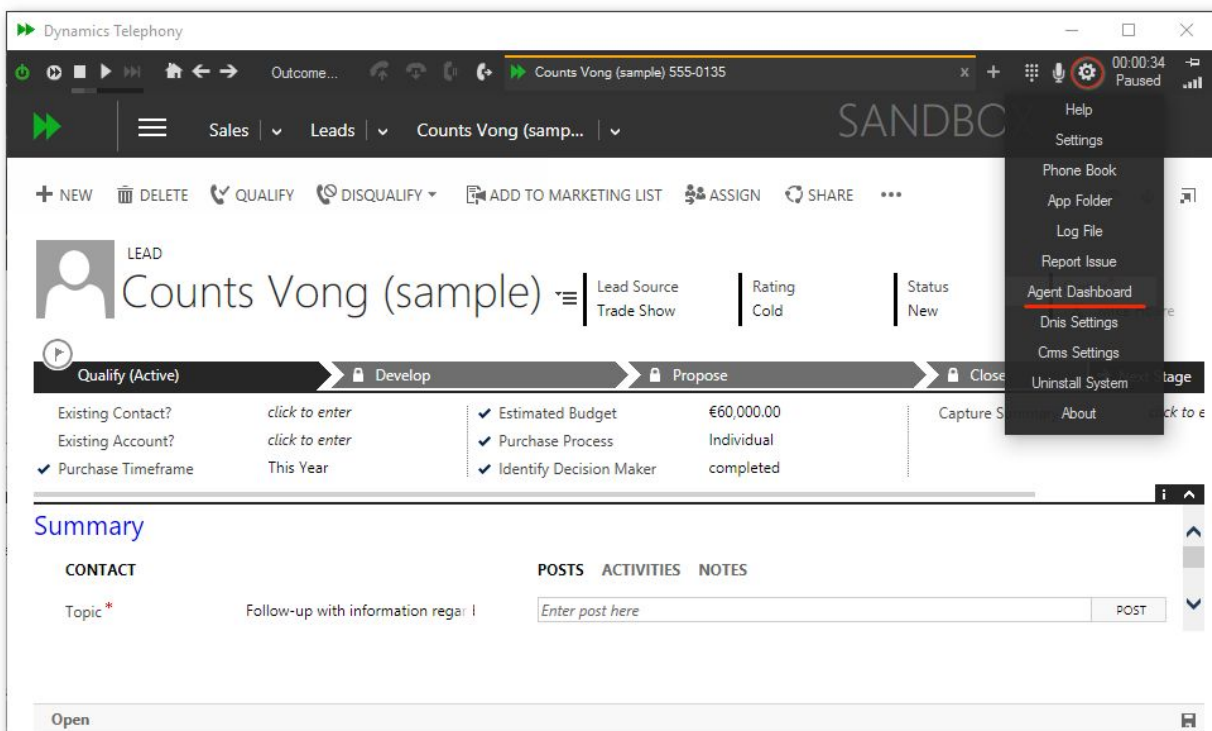 Dynamics Telephony
Outcome...
Counts Vong (sample) 555-0135
x
+
00:00:34
Paused
Sales
Leads
Counts Vong (samp...
Help
Settings
Phone Book
App Folder
Log File
Report Issue
Agent Dashboard
Dnis Settings
Crms Settings
Uninstall System
About
NEW
DELETE
QUALIFY
DISQUALIFY
ADD TO MARKETING LIST
ASSIGN
SHARE
•••
LEAD
Counts Vong (sample)
Lead Source
Trade Show
Rating
Cold
Status
New
Qualify (Active)
Develop
Propose
Close
Existing Contact? click to enter
Existing Account? click to enter
Purchase Timeframe This Year
Estimated Budget €60,000.00
Purchase Process Individual
Identify Decision Maker completed
Capture
Summary
CONTACT
Topic* Follow-up with information
POSTS ACTIVITIES NOTES
Enter post here
POST
Open